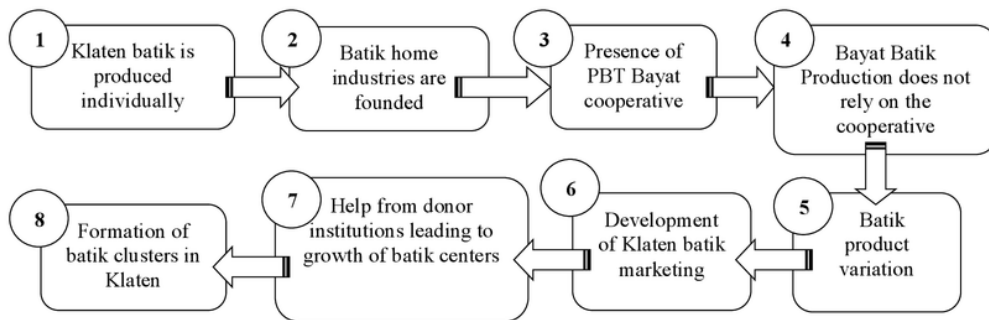 1
Klaten batik is
produced
individually
2
Batik home
industries are
founded
3
Presence of
PBT Bayat
cooperative
4
Bayat Batik
Production does not
rely on the
cooperative
5
Batik
product
variation
6
Development
of Klaten batik
marketing
7
Help from donor
institutions leading to
growth of batik centers
8
Formation of
batik clusters in
Klaten